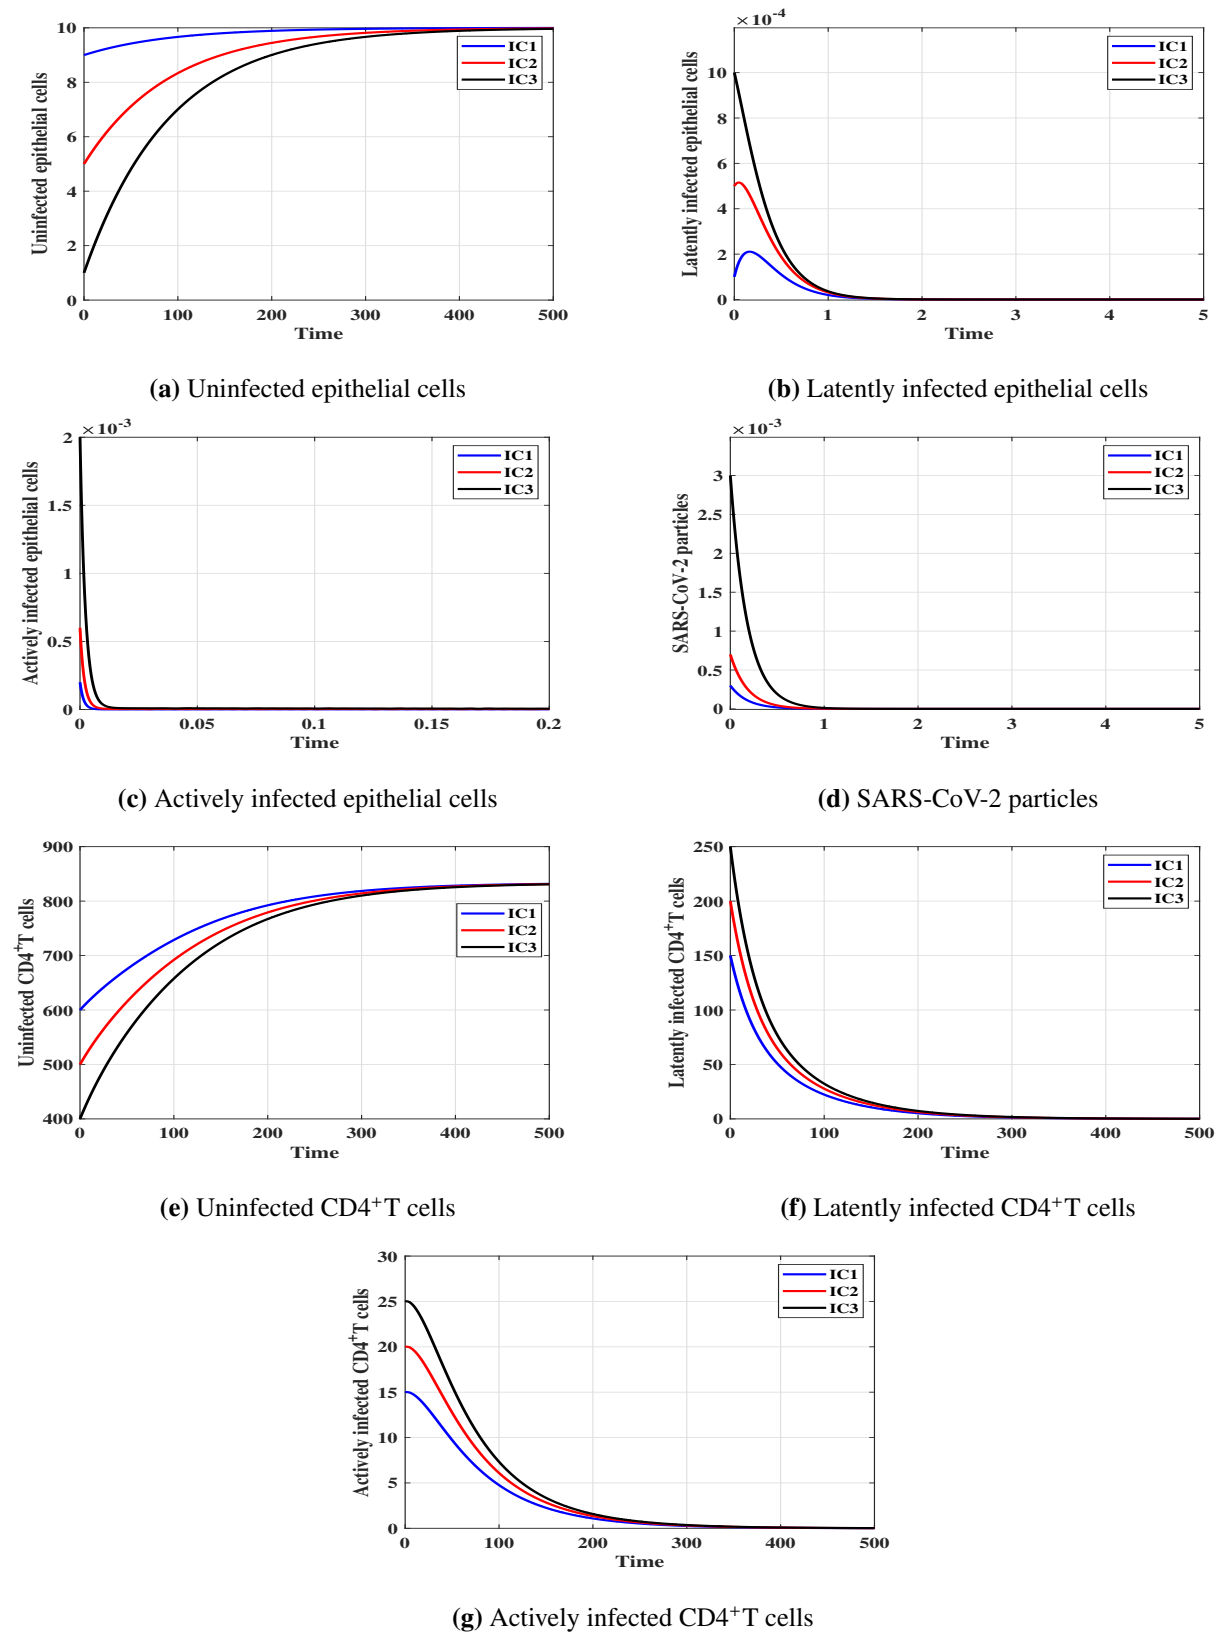 10
8
6
4
2
0
Uninfected epithelial cells
IC1
IC2
IC3
0 100 200 300 400 500
Time
(a) Uninfected epithelial cells
×10⁻⁴
10
8
6
4
2
0
Latently infected epithelial cells
IC1
IC2
IC3
0 1 2 3 4 5
Time
(b) Latently infected epithelial cells
×10⁻³
2
1.5
1
0.5
0
Actively infected epithelial cells
IC1
IC2
IC3
0 0.05 0.1 0.15 0.2
Time
(c) Actively infected epithelial cells
×10⁻³
3
2.5
2
1.5
1
0.5
0
SARS-CoV-2 particles
IC1
IC2
IC3
0 1 2 3 4 5
Time
(d) SARS-CoV-2 particles
900
800
700
600
500
400
Uninfected CD4⁺T cells
IC1
IC2
IC3
0 100 200 300 400 500
Time
(e) Uninfected CD4⁺T cells
250
200
150
100
50
0
Latently infected CD4⁺T cells
IC1
IC2
IC3
0 100 200 300 400 500
Time
(f) Latently infected CD4⁺T cells
30
25
20
15
10
5
0
Actively infected CD4⁺T cells
IC1
IC2
IC3
0 100 200 300 400 500
Time
(g) Actively infected CD4⁺T cells